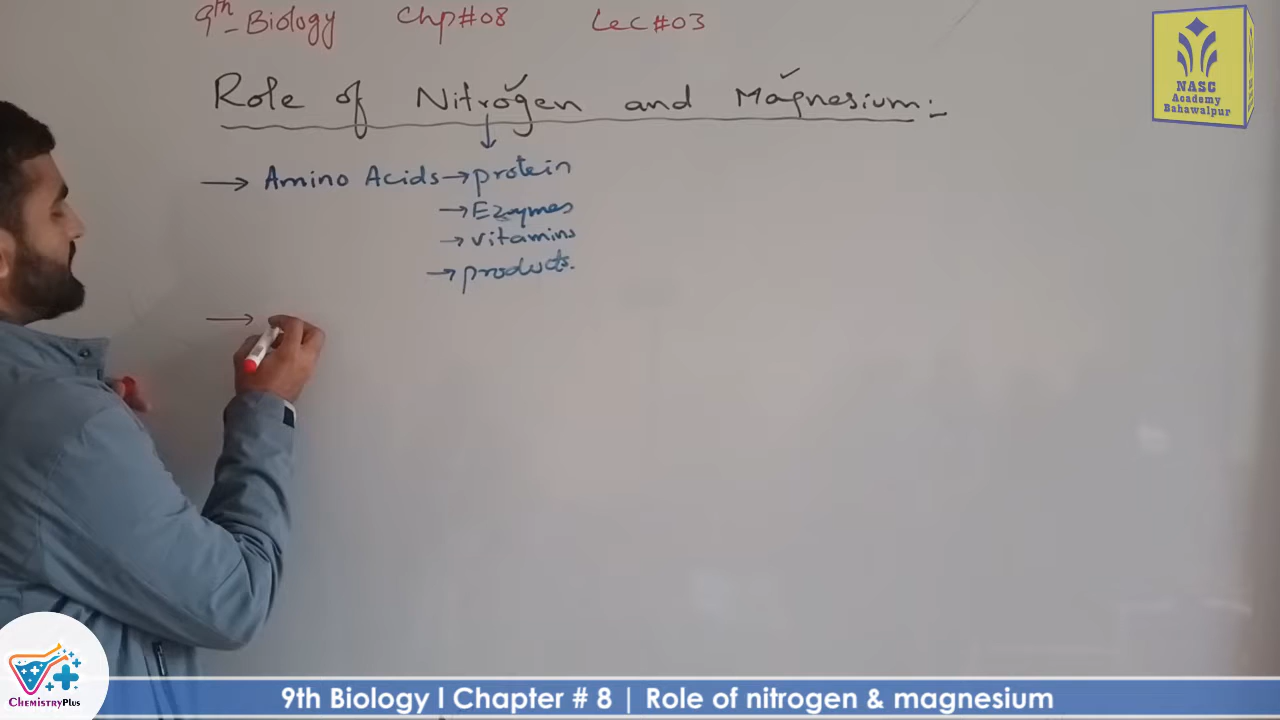 9th Biology Chp#08 Lec#03
Role of Nitrogen and Magnesium:-
→ Amino Acids → protein
→ Ezymes
→ vitamins
→ products.
→
NASC
Academy
Bahawalpur
ChemistryPlus
9th Biology l Chapter # 8 | Role of nitrogen & magnesium